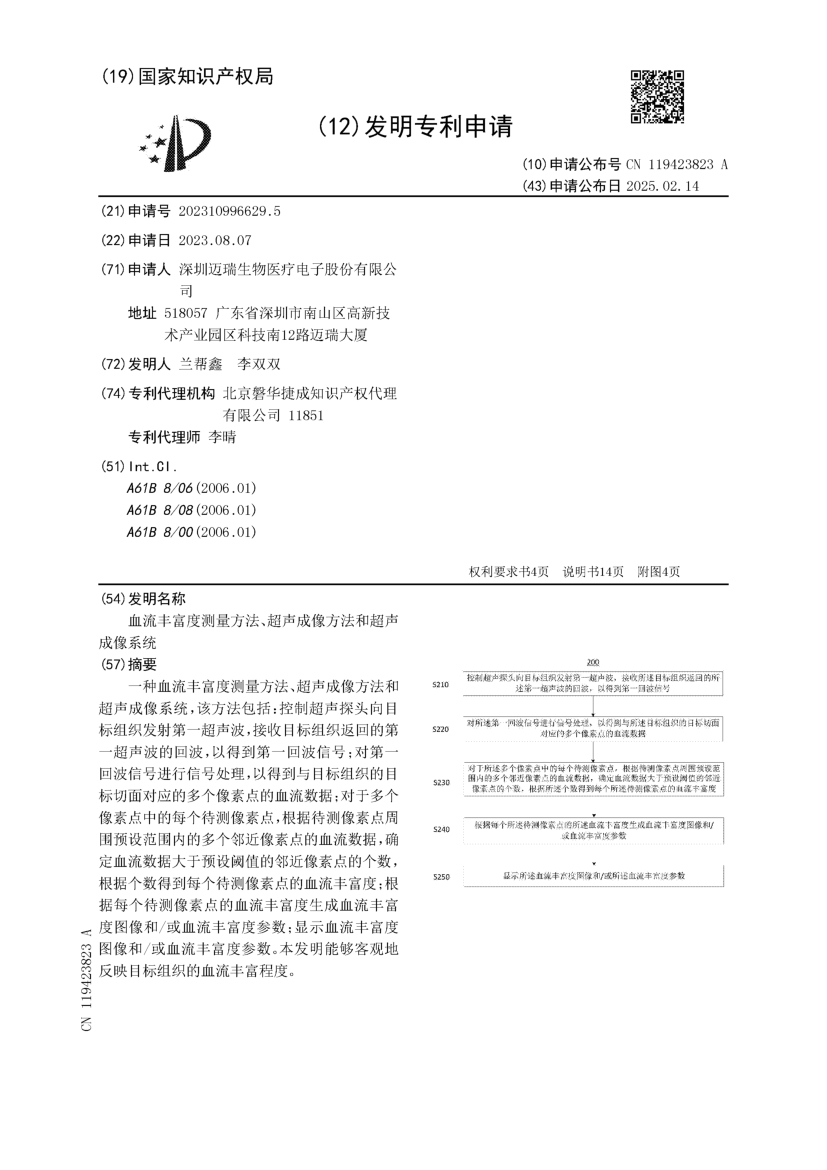 (19)国家知识产权局
(12)发明专利申请
(10)申请公布号 CN 119423823 A
(43)申请公布日 2025.02.14
(21)申请号 202310996629.5
(22)申请日 2023.08.07
(71)申请人 深圳迈瑞生物医疗电子股份有限公
司
地址 518057 广东省深圳市南山区高新技
术产业园区科技南12路迈瑞大厦
(72)发明人 兰帮鑫 李双双
(74)专利代理机构 北京磐华捷成知识产权代理
有限公司 11851
专利代理师 李晴
(51)Int.Cl.
A61B 8/06(2006.01)
A61B 8/08(2006.01)
A61B 8/00(2006.01)
权利要求书4页 说明书14页 附图4页
(54)发明名称
血流丰富度测量方法、超声成像方法和超声
成像系统
(57)摘要
一种血流丰富度测量方法、超声成像方法和
超声成像系统,该方法包括:控制超声探头向目
标组织发射第一超声波,接收目标组织返回的第
一超声波的回波,以得到第一回波信号;对第一
回波信号进行信号处理,以得到与目标组织的目
标切面对应的多个像素点的血流数据;对于多个
像素点中的每个待测像素点,根据待测像素点周
围预设范围内的多个邻近像素点的血流数据,确
定血流数据大于预设阈值的邻近像素点的个数,
根据个数得到每个待测像素点的血流丰富度;根
据每个待测像素点的血流丰富度生成血流丰富
度图像和/或血流丰富度参数;显示血流丰富度
图像和/或血流丰富度参数。本发明能够客观地
反映目标组织的血流丰富程度。
200
S210
控制超声探头向目标组织发射第一超声波，接收所述目标组织返回的所
述第一超声波的回波，以得到第一回波信号
S220
对所述第一回波信号进行信号处理，以得到与所述目标组织的目标切面
对应的多个像素点的血流数据
S230
对于所述多个像素点中的每个待测像素点，根据待测像素点周围预设范
围内的多个邻近像素点的血流数据，确定血流数据大于预设阈值的邻近
像素点的个数，根据所述个数得到每个所述待测像素点的血流丰富度
S240
根据每个所述待测像素点的所述血流丰富度生成血流丰富度图像和/
或血流丰富度参数
S250
显示所述血流丰富度图像和/或所述血流丰富度参数
CN 119423823 A